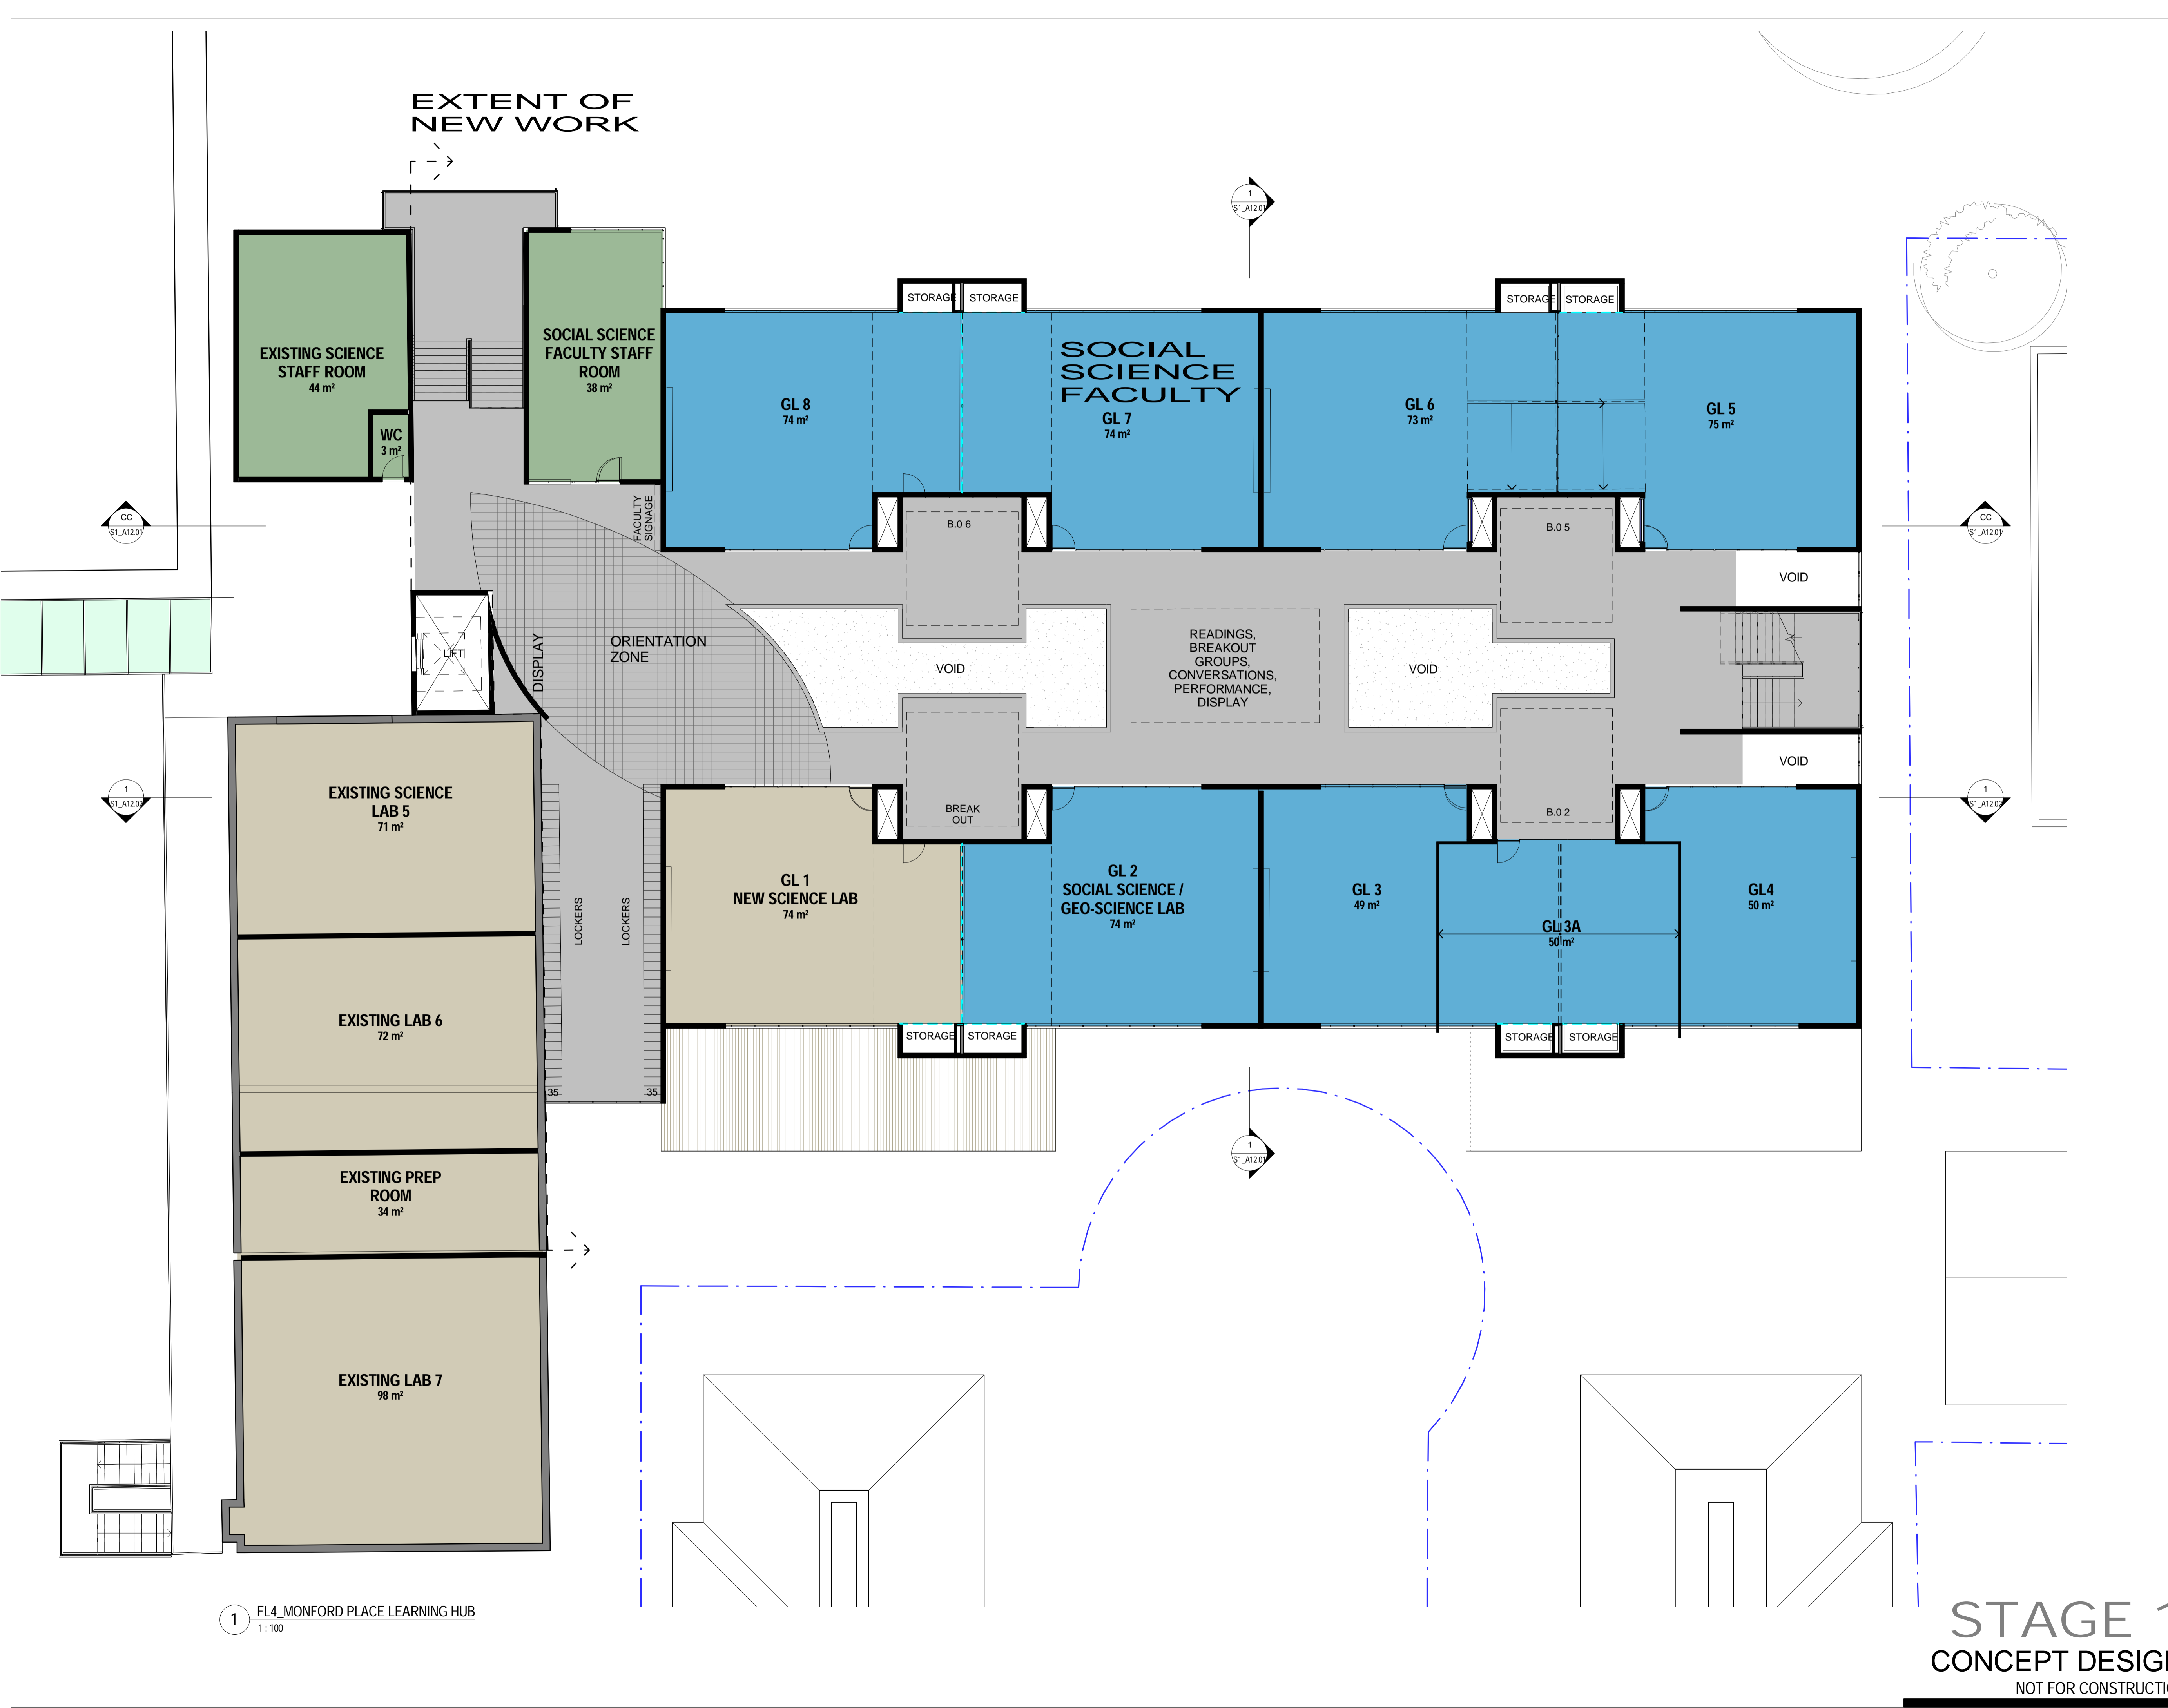 EXTENT OF
NEW WORK
1
S1_A12.01
STORAGE
STORAGE
STORAGE
STORAGE
EXISTING SCIENCE
STAFF ROOM
44 m²
WC
3 m²
SOCIAL SCIENCE
FACULTY STAFF
ROOM
38 m²
GL 8
74 m²
SOCIAL
SCIENCE
FACULTY
GL 7
74 m²
GL 6
73 m²
GL 5
75 m²
CC
S1_A12.01
FACULTY
SIGNAGE
B.0 6
B.0 5
CC
S1_A12.01
VOID
LIFT
DISPLAY
ORIENTATION
ZONE
VOID
READINGS,
BREAKOUT
GROUPS,
CONVERSATIONS,
PERFORMANCE,
DISPLAY
VOID
VOID
1
S1_A12.02
EXISTING SCIENCE
LAB 5
71 m²
BREAK
OUT
B.0 2
1
S1_A12.02
LOCKERS
LOCKERS
GL 1
NEW SCIENCE LAB
74 m²
GL 2
SOCIAL SCIENCE /
GEO-SCIENCE LAB
74 m²
GL 3
49 m²
GL 3A
50 m²
GL4
50 m²
EXISTING LAB 6
72 m²
STORAGE
STORAGE
STORAGE
STORAGE
35
35
1
S1_A12.01
EXISTING PREP
ROOM
34 m²
EXISTING LAB 7
98 m²
1
FL4_MONFORD PLACE LEARNING HUB
1 : 100
STAGE 1
CONCEPT DESIG
NOT FOR CONSTRUCTI